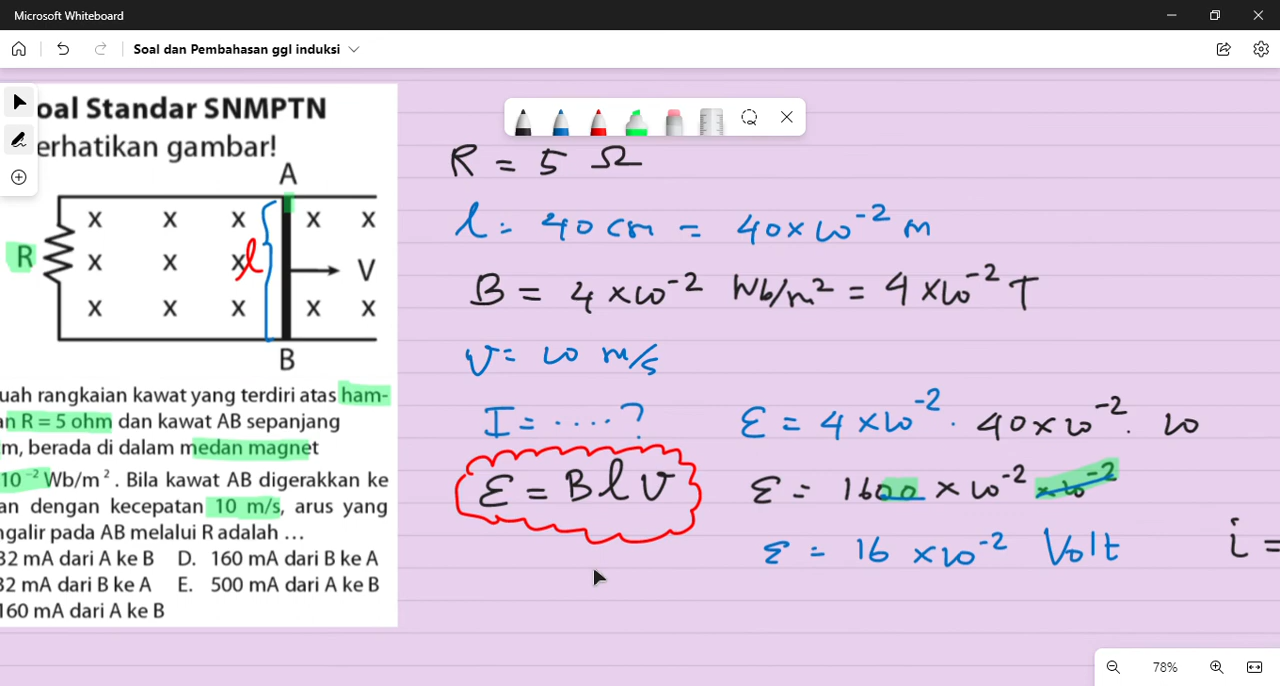 Microsoft Whiteboard
Soal dan Pembahasan ggl induksi
oal Standar SNMPTN
erhatikan gambar!
A
x x x x x
R x x x l V
x x x x x
B
uah rangkaian kawat yang terdiri atas ham-
n R = 5 ohm dan kawat AB sepanjang
m, berada di dalam medan magnet
10⁻² Wb/m². Bila kawat AB digerakkan ke
an dengan kecepatan 10 m/s, arus yang
ngalir pada AB melalui R adalah ...
32 mA dari A ke B D. 160 mA dari B ke A
32 mA dari B ke A E. 500 mA dari A ke B
160 mA dari A ke B
R = 5 Ω
l = 40 cm = 40×10⁻² m
B = 4 ×10⁻² Wb/m² = 4 ×10⁻² T
V = 10 m/s
I = ....?
ε = B l v
ε = 4 ×10⁻² . 40×10⁻² . 10
ε = 1600 ×10⁻² ×10⁻²
ε = 16 ×10⁻² Volt
i =
78%